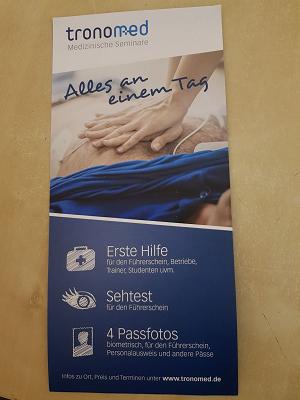 tronomed
Medizinische Seminare
Alles an
einem Tag
Erste Hilfe
für den Führerschein, Betriebe,
Trainer, Studenten uvm.
Sehtest
für den Führerschein
4 Passfotos
biometrisch, für den Führerschein,
Personalausweis und andere Pässe
Infos zu Ort, Preis und Terminen unter www.tronomed.de